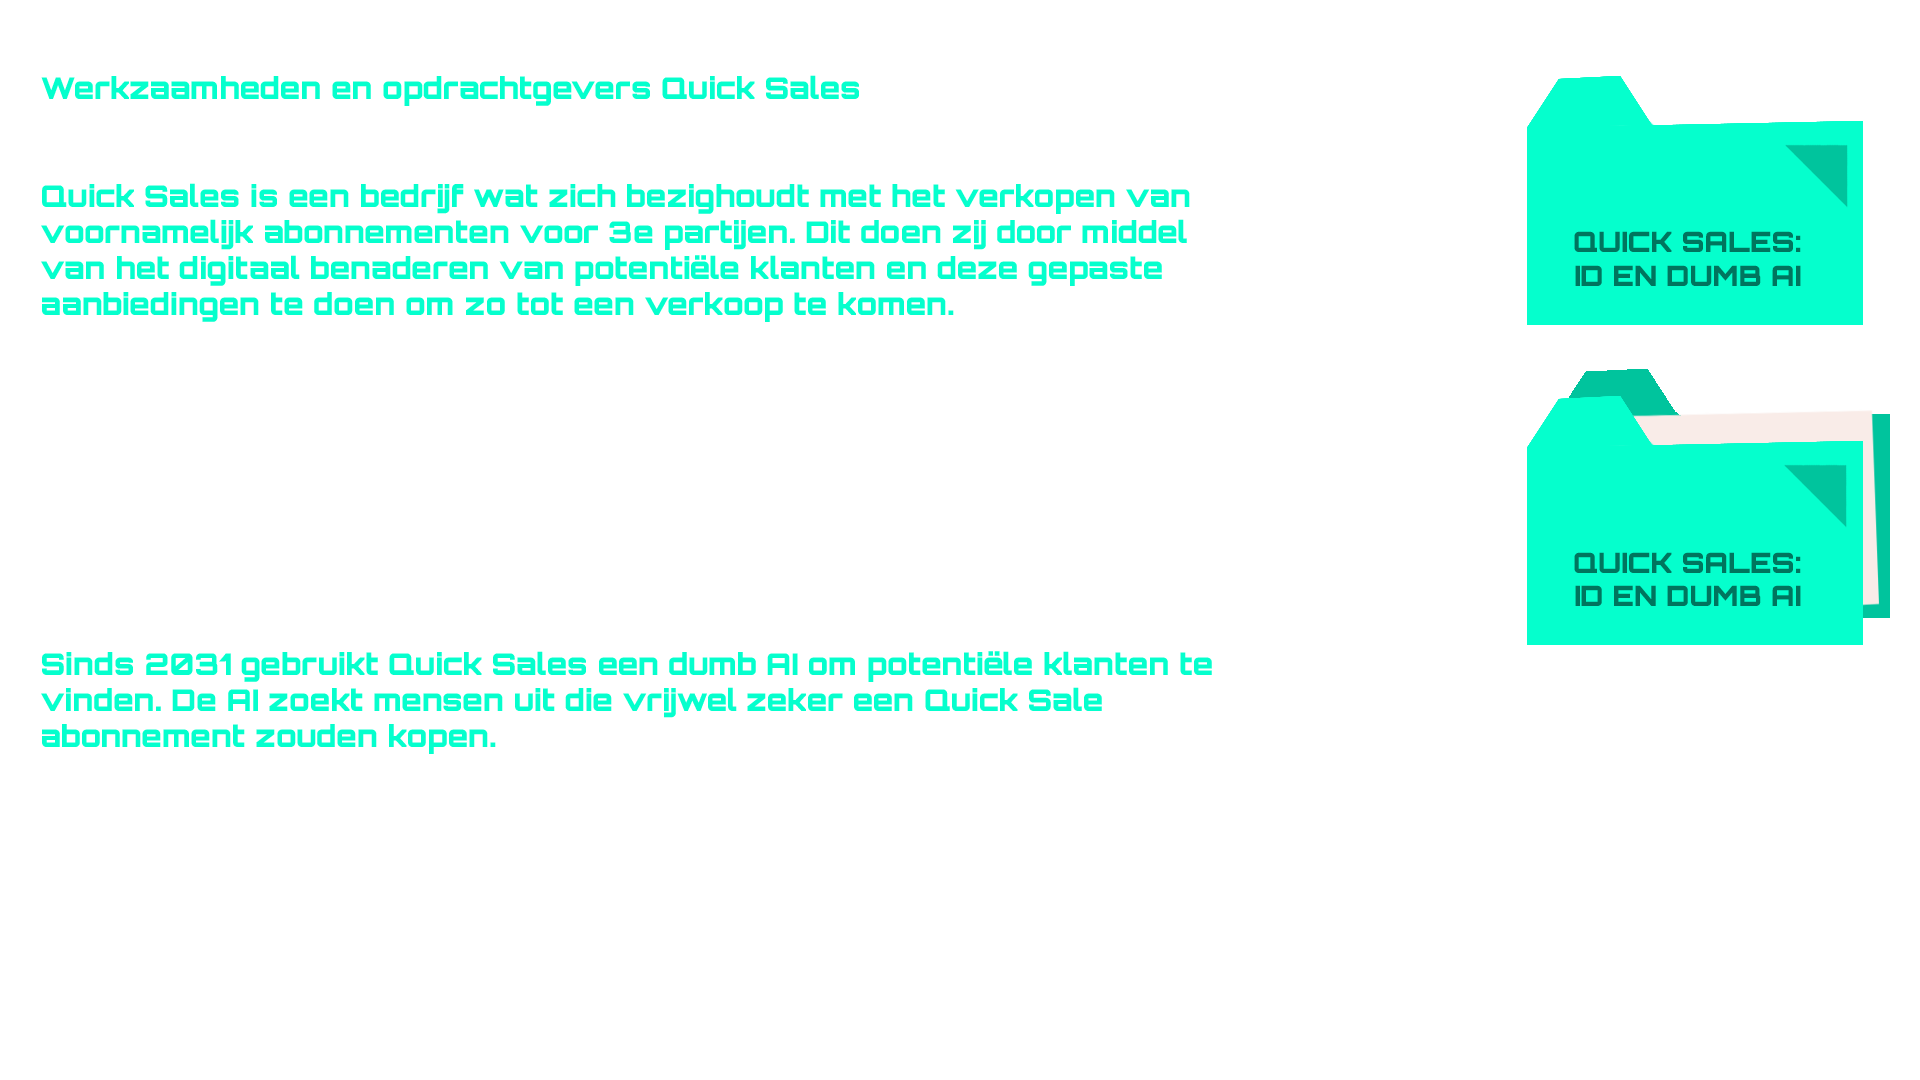 Werkzaamheden en opdrachtgevers Quick Sales
Quick Sales is een bedrijf wat zich bezighoudt met het verkopen van
voornamelijk abonnementen voor 3e partijen. Dit doen zij door middel
van het digitaal benaderen van potentiële klanten en deze gepaste
aanbiedingen te doen om zo tot een verkoop te komen.
Sinds 2031 gebruikt Quick Sales een dumb AI om potentiële klanten te
vinden. De AI zoekt mensen uit die vrijwel zeker een Quick Sale
abonnement zouden kopen.
QUICK SALES:
ID EN DUMB AI
QUICK SALES:
ID EN DUMB AI